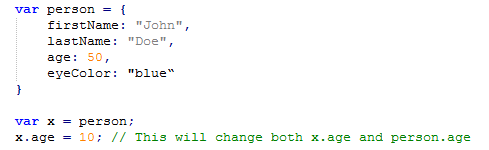 var person = {
    firstName: "John",
    lastName: "Doe",
    age: 50,
    eyeColor: "blue“
}
var x = person;
x.age = 10; // This will change both x.age and person.age